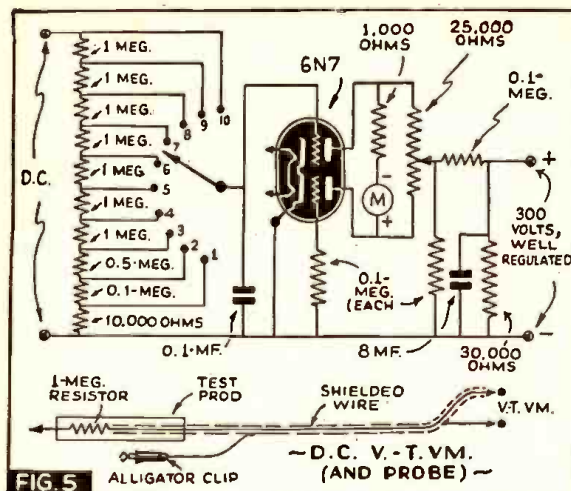 1 MEG.
1 MEG.
1 MEG.
1 MEG.
1 MEG
1 MEG.
0.5-MEG.
0.1-MEG.
10,000 OHMS
D.C.
10
9
8
7
6
5
4
3
2
1
0.1-MF.
6N7
1,000
OHMS
25,000
OHMS
0.1-
MEG.
-
M
+
+
300
VOLTS,
WELL
REGULATED
-
0.1-
MEG.
(EACH
8 MF.
30,000
OHMS
1-MEG.
RESISTOR
TEST
PROD
SHIELDED
WIRE
V.T. VM.
ALLIGATOR CLIP
~D.C. V.-T. VM.
(AND PROBE)~
FIG.5